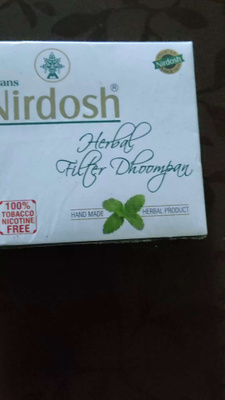 ans
Nirdosh®
Nirdosh
Herbal
Filter Dhoompan
100%
TOBACCO
NICOTINE
FREE
HAND MADE HERBAL PRODUCT